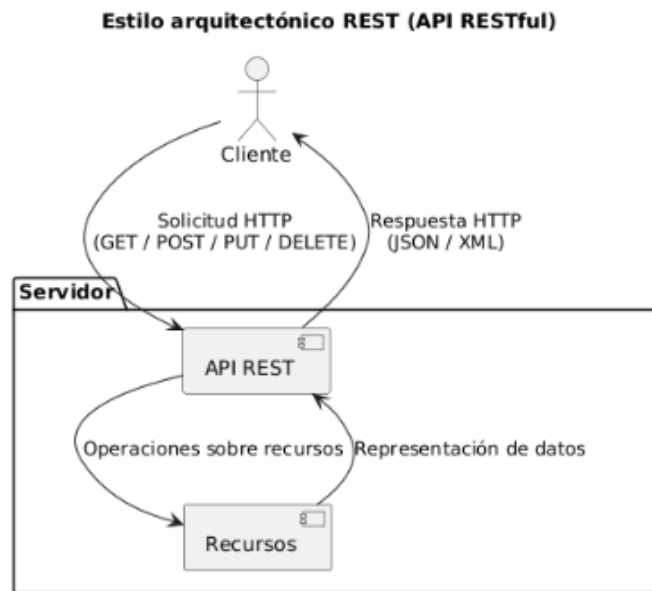 Estilo arquitectónico REST (API RESTful)
Cliente
Solicitud HTTP
(GET / POST / PUT / DELETE)
Respuesta HTTP
(JSON / XML)
Servidor
API REST
Operaciones sobre recursos
Representación de datos
Recursos